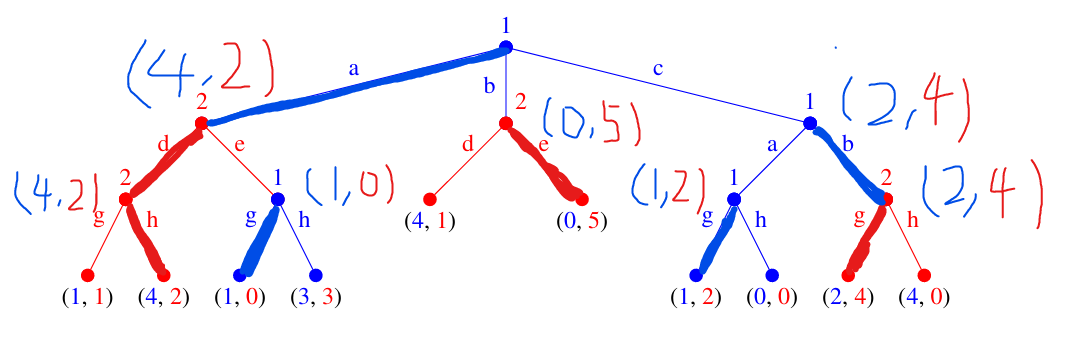 1
a b c
(4,2) 2 2 (0,5) 1 (2,4)
d e d e a b
(4,2) 2 1 (1,0) (1,2) 1 2 (2,4)
g h g h (4, 1) (0, 5) g h g h
(1, 1) (4, 2) (1, 0) (3, 3) (1, 2) (0, 0) (2, 4) (4, 0)